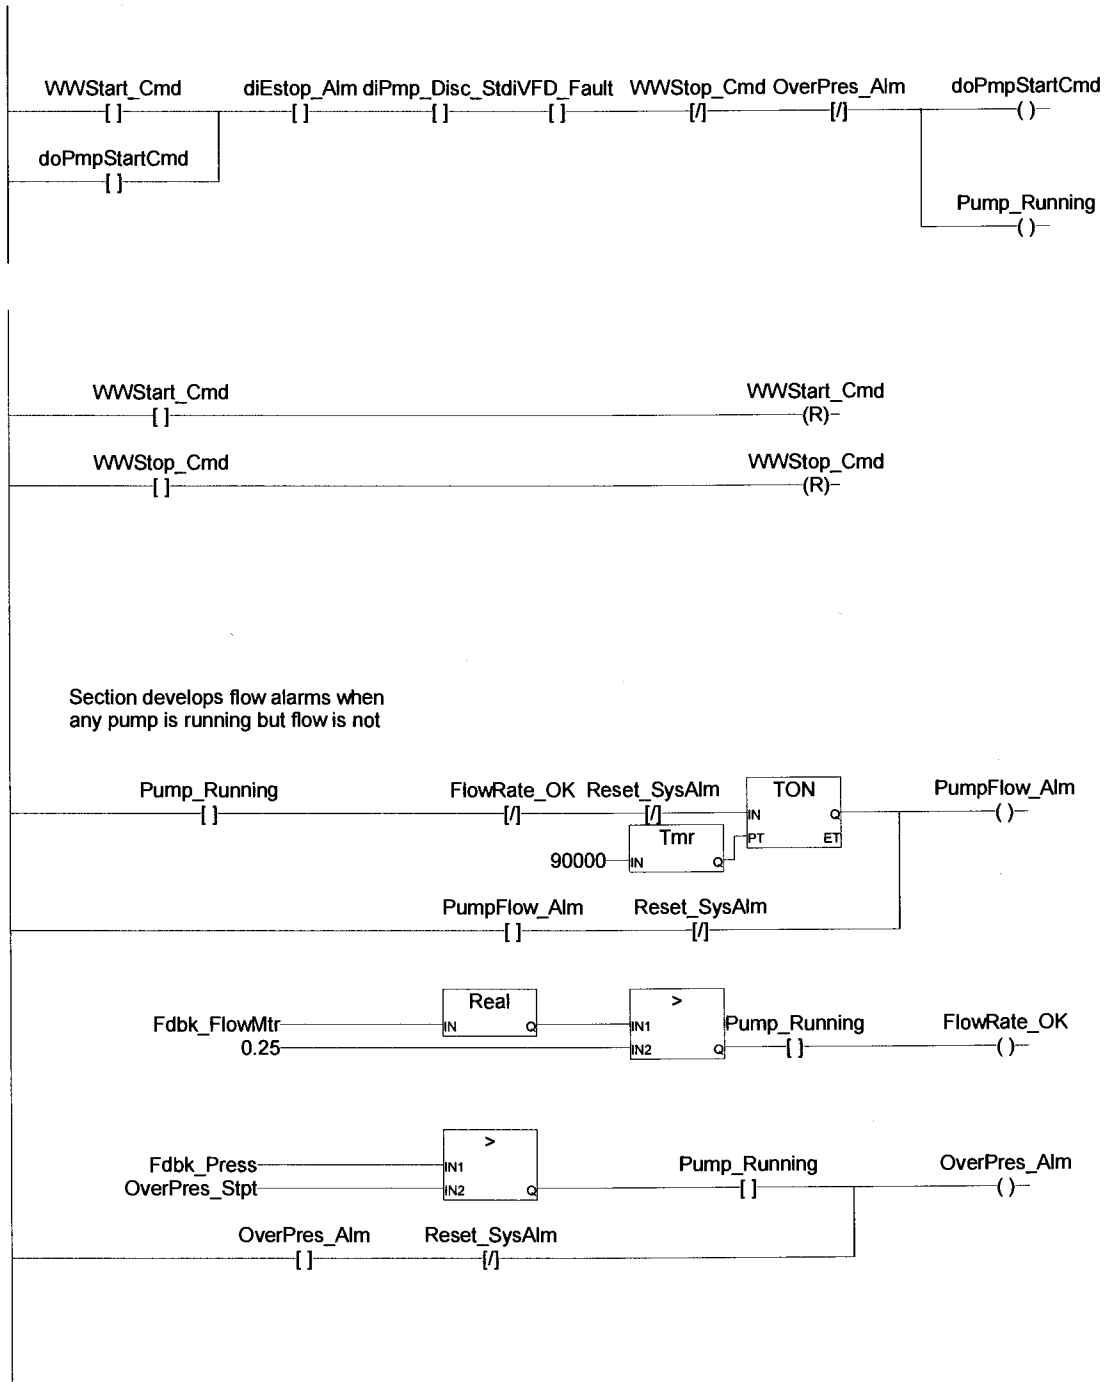 WWStart_Cmd diEstop_Alm diPmp_Disc_StdiVFD_Fault WWStop_Cmd OverPres_Alm doPmpStartCmd
[ ] [ ] [ ] [ ] [/] [/] ( )
doPmpStartCmd
[ ]
Pump_Running
( )
WWStart_Cmd WWStart_Cmd
[ ] (R)
WWStop_Cmd WWStop_Cmd
[ ] (R)
Section develops flow alarms when
any pump is running but flow is not
Pump_Running FlowRate_OK Reset_SysAlm TON PumpFlow_Alm
[ ] [/] [/] IN Q ( )
Tmr PT ET
90000 IN Q
PumpFlow_Alm Reset_SysAlm
[ ] [/]
Real >
Fdbk_FlowMtr IN Q IN1 Pump_Running FlowRate_OK
0.25 IN2 Q [ ] ( )
>
Fdbk_Press IN1 Pump_Running OverPres_Alm
OverPres_Stpt IN2 Q [ ] ( )
OverPres_Alm Reset_SysAlm
[ ] [/]